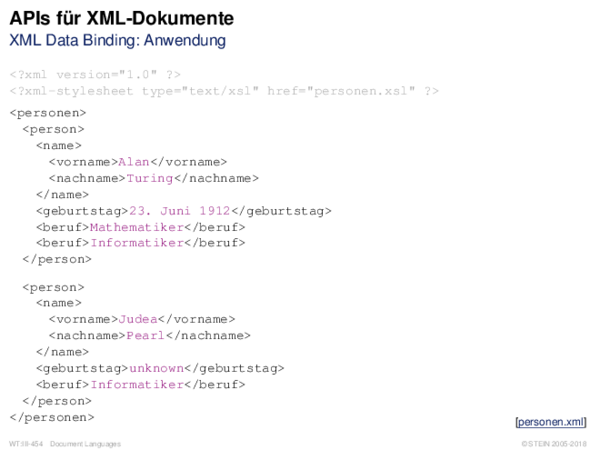 APIs für XML-Dokumente
XML Data Binding: Anwendung
<?xml version="1.0" ?>
<?xml-stylesheet type="text/xsl" href="personen.xsl" ?>
<personen>
<person>
<name>
<vorname>Alan</vorname>
<nachname>Turing</nachname>
</name>
<geburtstag>23. Juni 1912</geburtstag>
<beruf>Mathematiker</beruf>
<beruf>Informatiker</beruf>
</person>
<person>
<name>
<vorname>Judea</vorname>
<nachname>Pearl</nachname>
</name>
<geburtstag>unknown</geburtstag>
<beruf>Informatiker</beruf>
</person>
</personen>
[personen.xml]
WT:III-454 Document Languages © STEIN 2005-2018